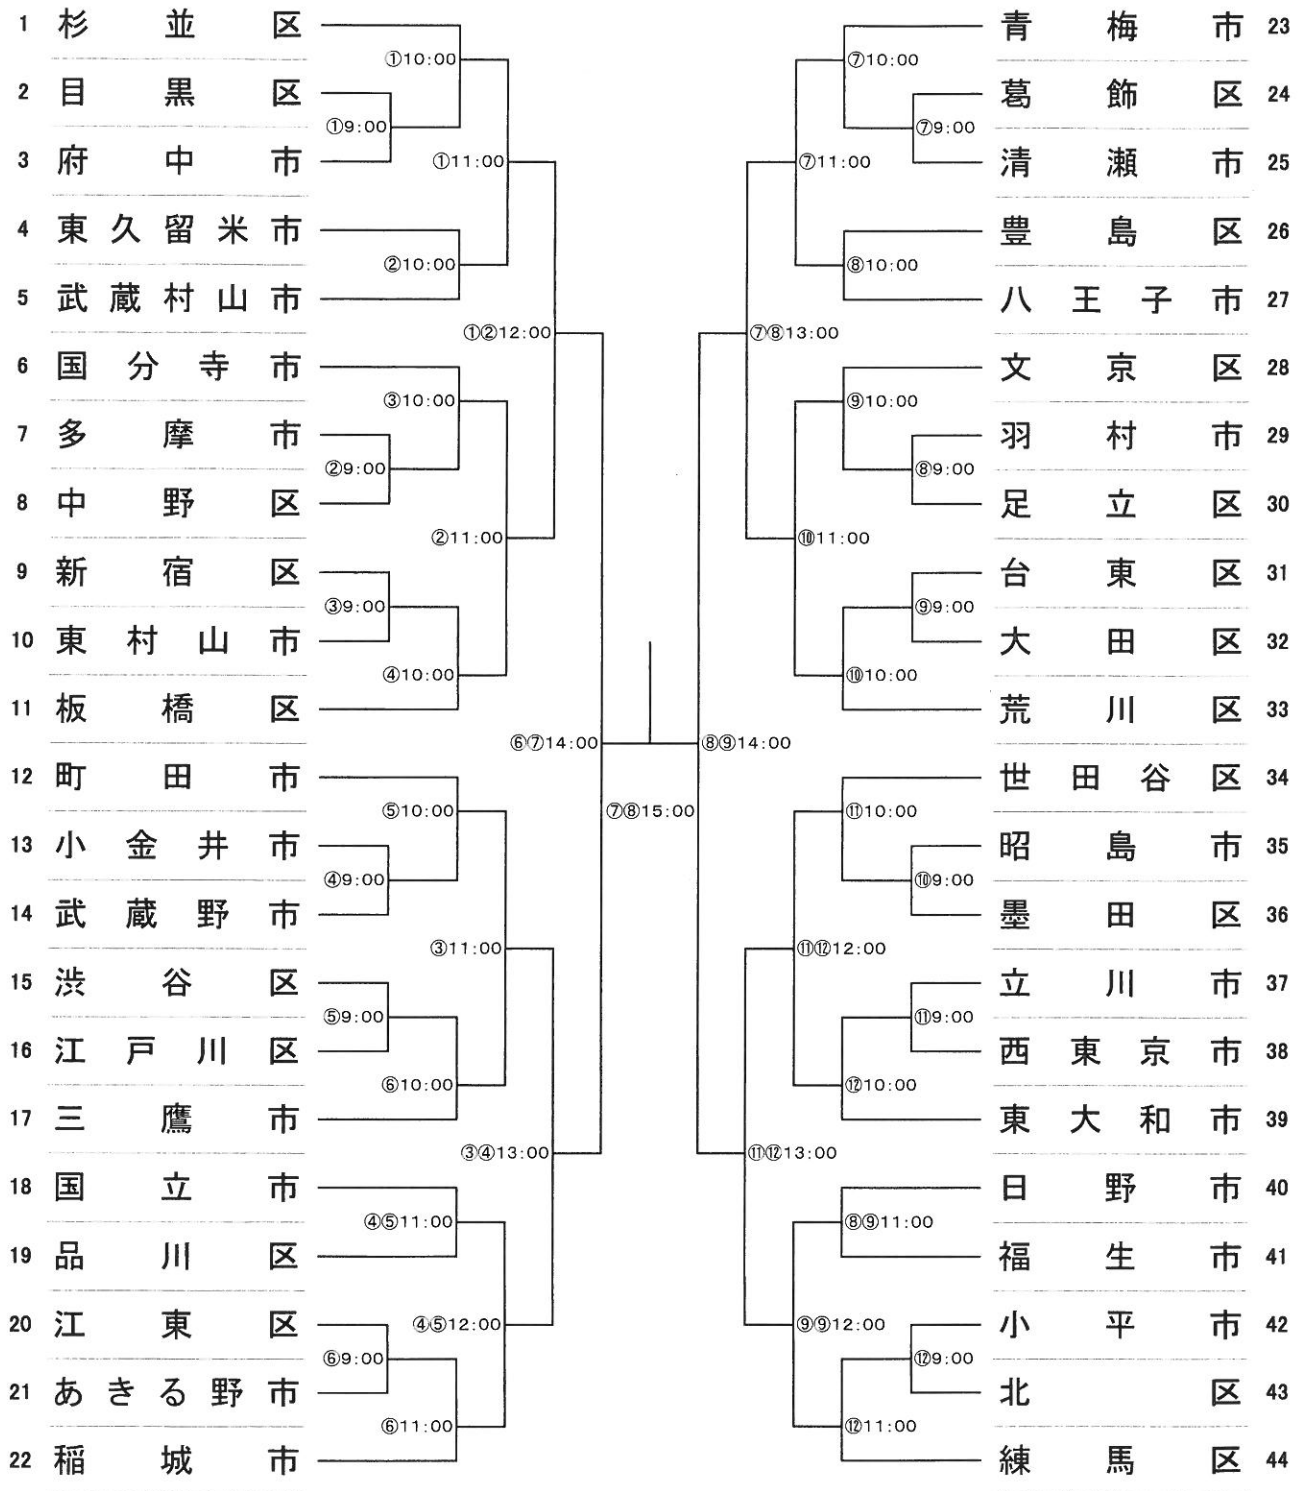 1 杉並区
①10:00
2 目黒区
①9:00
3 府中市
①11:00
4 東久留米市
②10:00
5 武蔵村山市
①②12:00
6 国分寺市
③10:00
7 多摩市
②9:00
8 中野区
②11:00
9 新宿区
③9:00
10 東村山市
④10:00
11 板橋区
⑥⑦14:00
12 町田市
⑤10:00
13 小金井市
④9:00
14 武蔵野市
③11:00
15 渋谷区
⑤9:00
16 江戸川区
⑥10:00
17 三鷹市
③④13:00
18 国立市
④⑤11:00
19 品川区
20 江東区
④⑤12:00
⑥9:00
21 あきる野市
⑥11:00
22 稲城市
⑦⑧15:00
青梅市 23
⑦10:00
葛飾区 24
⑦9:00
清瀬市 25
⑦11:00
豊島区 26
⑧10:00
八王子市 27
⑦⑧13:00
文京区 28
⑨10:00
羽村市 29
⑧9:00
足立区 30
⑩11:00
台東区 31
⑨9:00
大田区 32
⑩10:00
荒川区 33
⑧⑨14:00
世田谷区 34
⑪10:00
昭島市 35
⑩9:00
墨田区 36
⑪⑫12:00
立川市 37
⑪9:00
西東京市 38
⑫10:00
東大和市 39
⑪⑫13:00
日野市 40
⑧⑨11:00
福生市 41
小平市 42
⑨⑨12:00
⑫9:00
北区 43
⑫11:00
練馬区 44